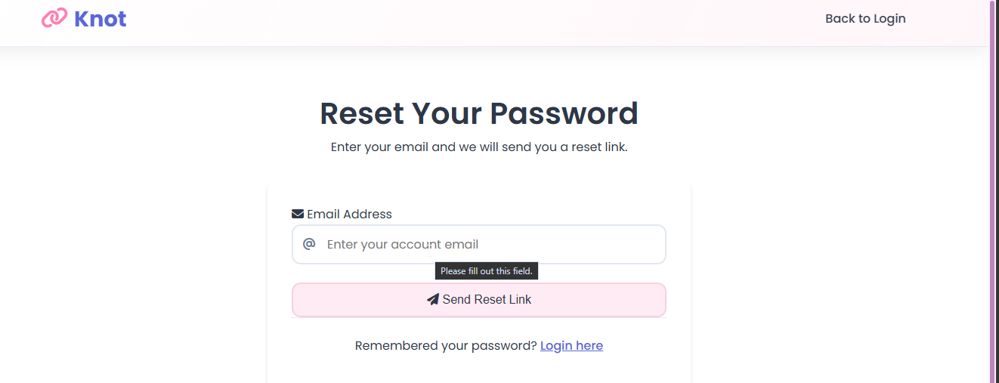 Knot
Back to Login
Reset Your Password
Enter your email and we will send you a reset link.
Email Address
@ Enter your account email
Please fill out this field.
Send Reset Link
Remembered your password? Login here